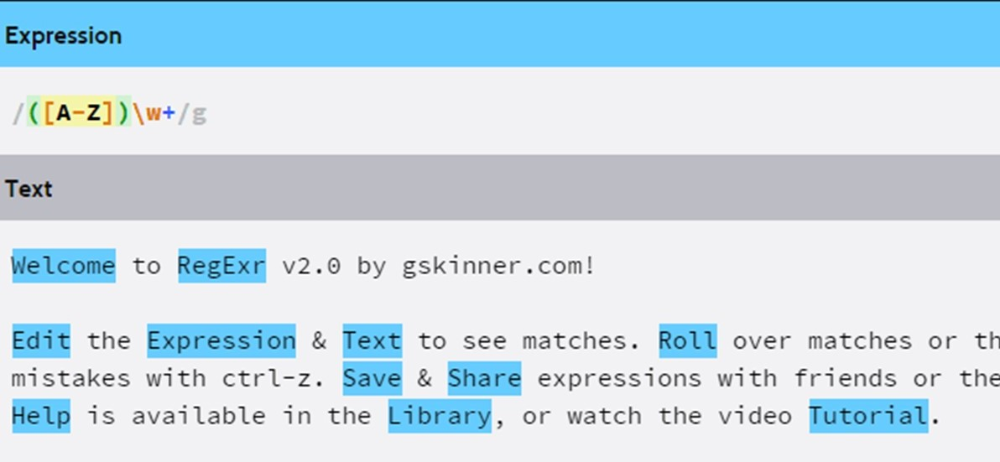 Expression
/([A-Z])\w+/g
Text
Welcome to RegExr v2.0 by gskinner.com!
Edit the Expression & Text to see matches. Roll over matches or
mistakes with ctrl-z. Save & Share expressions with friends or the
Help is available in the Library, or watch the video Tutorial.